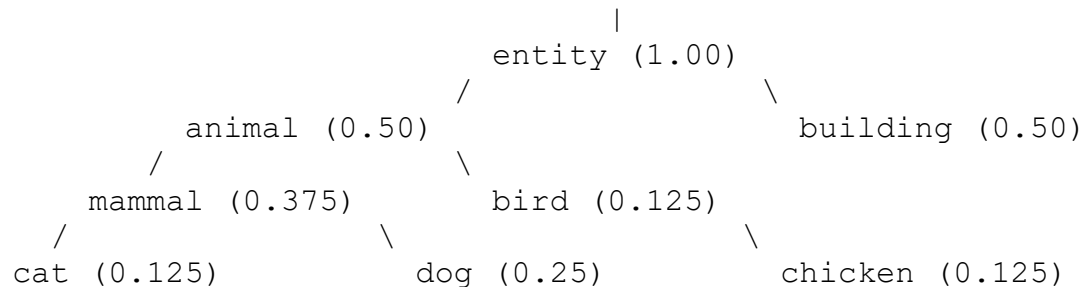 entity (1.00)
animal (0.50) building (0.50)
mammal (0.375) bird (0.125)
cat (0.125) dog (0.25) chicken (0.125)